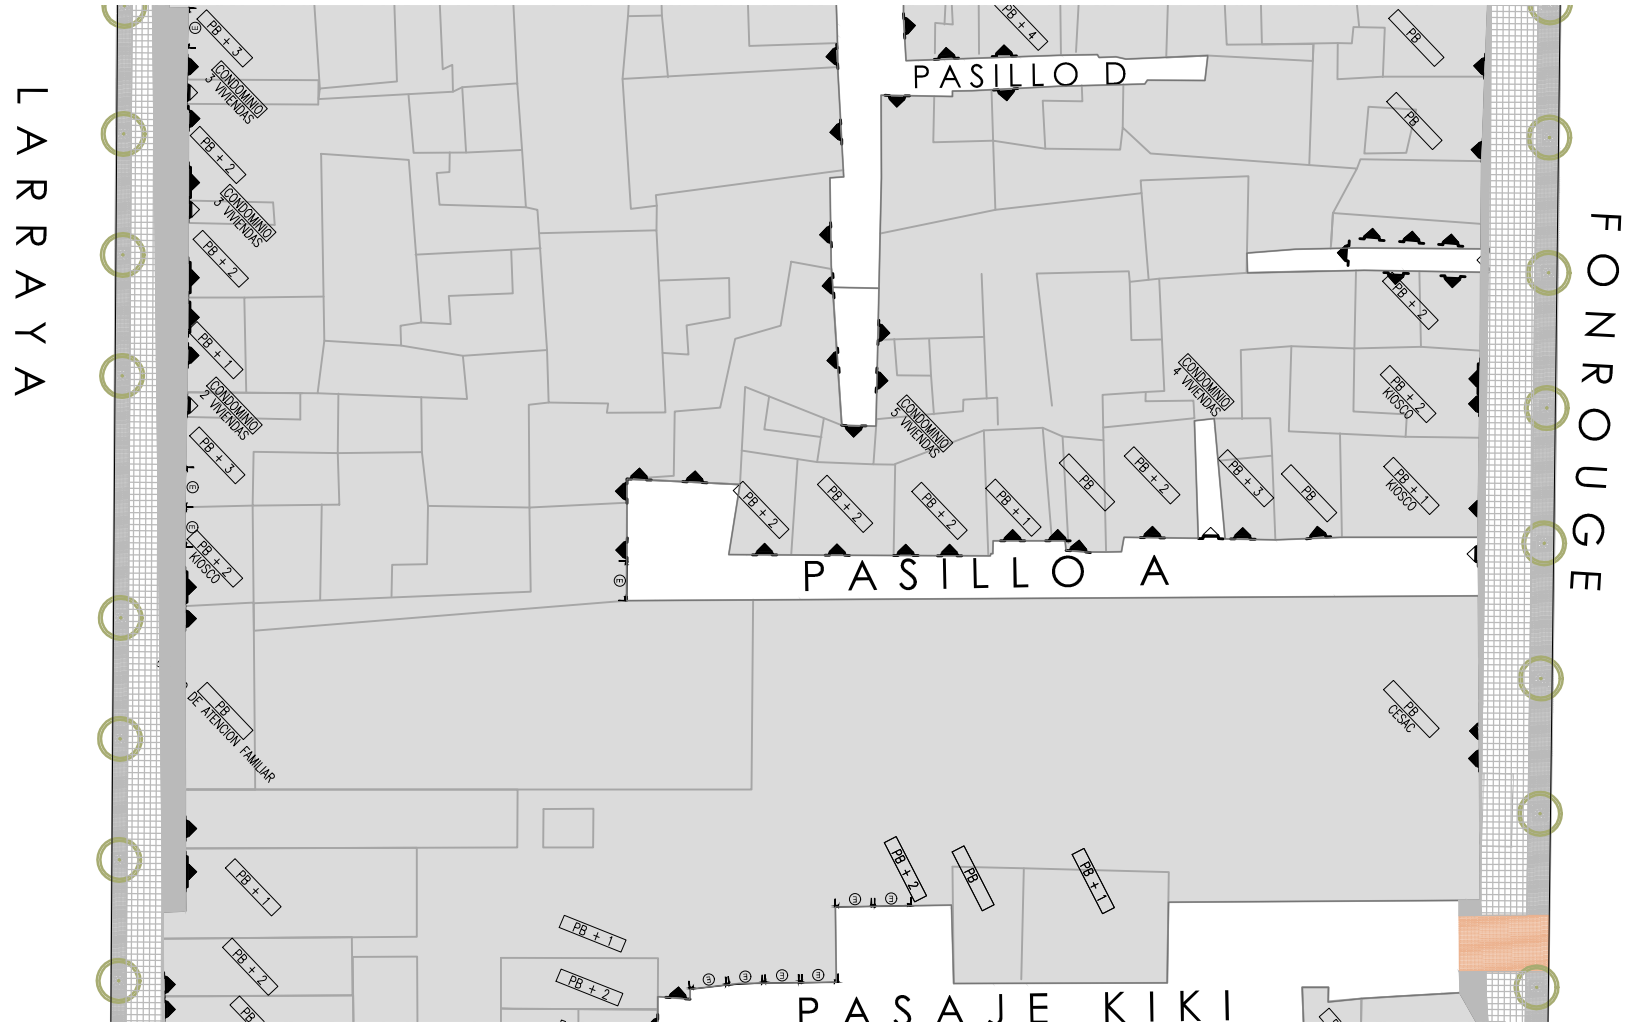 LARRAYA
PB + 3
CONDOMINIO
3 VIVIENDAS
PB + 2
CONDOMINIO
3 VIVIENDAS
PB + 2
PB + 1
CONDOMINIO
2 VIVIENDAS
PB + 3
PB + 2
KIOSCO
PB
DE ATENCION FAMILIAR
PB + 1
PB + 2
PB
PB + 1
PB + 2
PB + 4
PASILLO D
CONDOMINIO
5 VIVIENDAS
CONDOMINIO
4 VIVIENDAS
PB + 2
PB + 2
PB + 2
PB + 1
PB
PB + 2
PB + 3
PB
PASILLO A
PB
PB
PB + 2
PB + 2
KIOSCO
PB + 1
KIOSCO
PB
CESAC
PB + 2
PB
PB + 1
PASAJE KIKI
FONROUGE